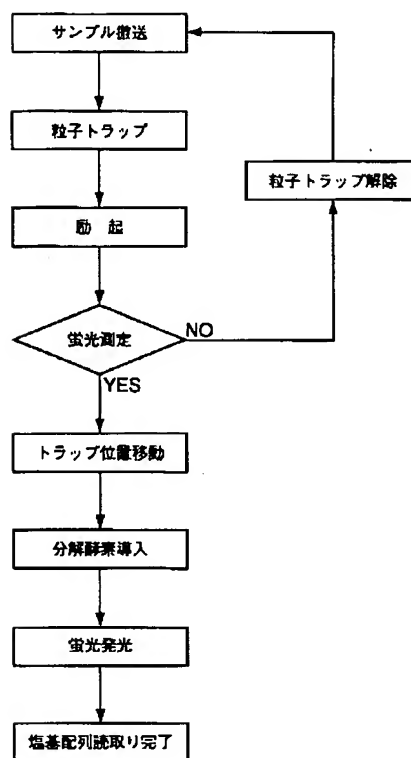 サンプル搬送
粒子トラップ
励 起
蛍光測定
NO
粒子トラップ解除
YES
トラップ位置移動
分解酵素導入
蛍光発光
塩基配列読取り完了